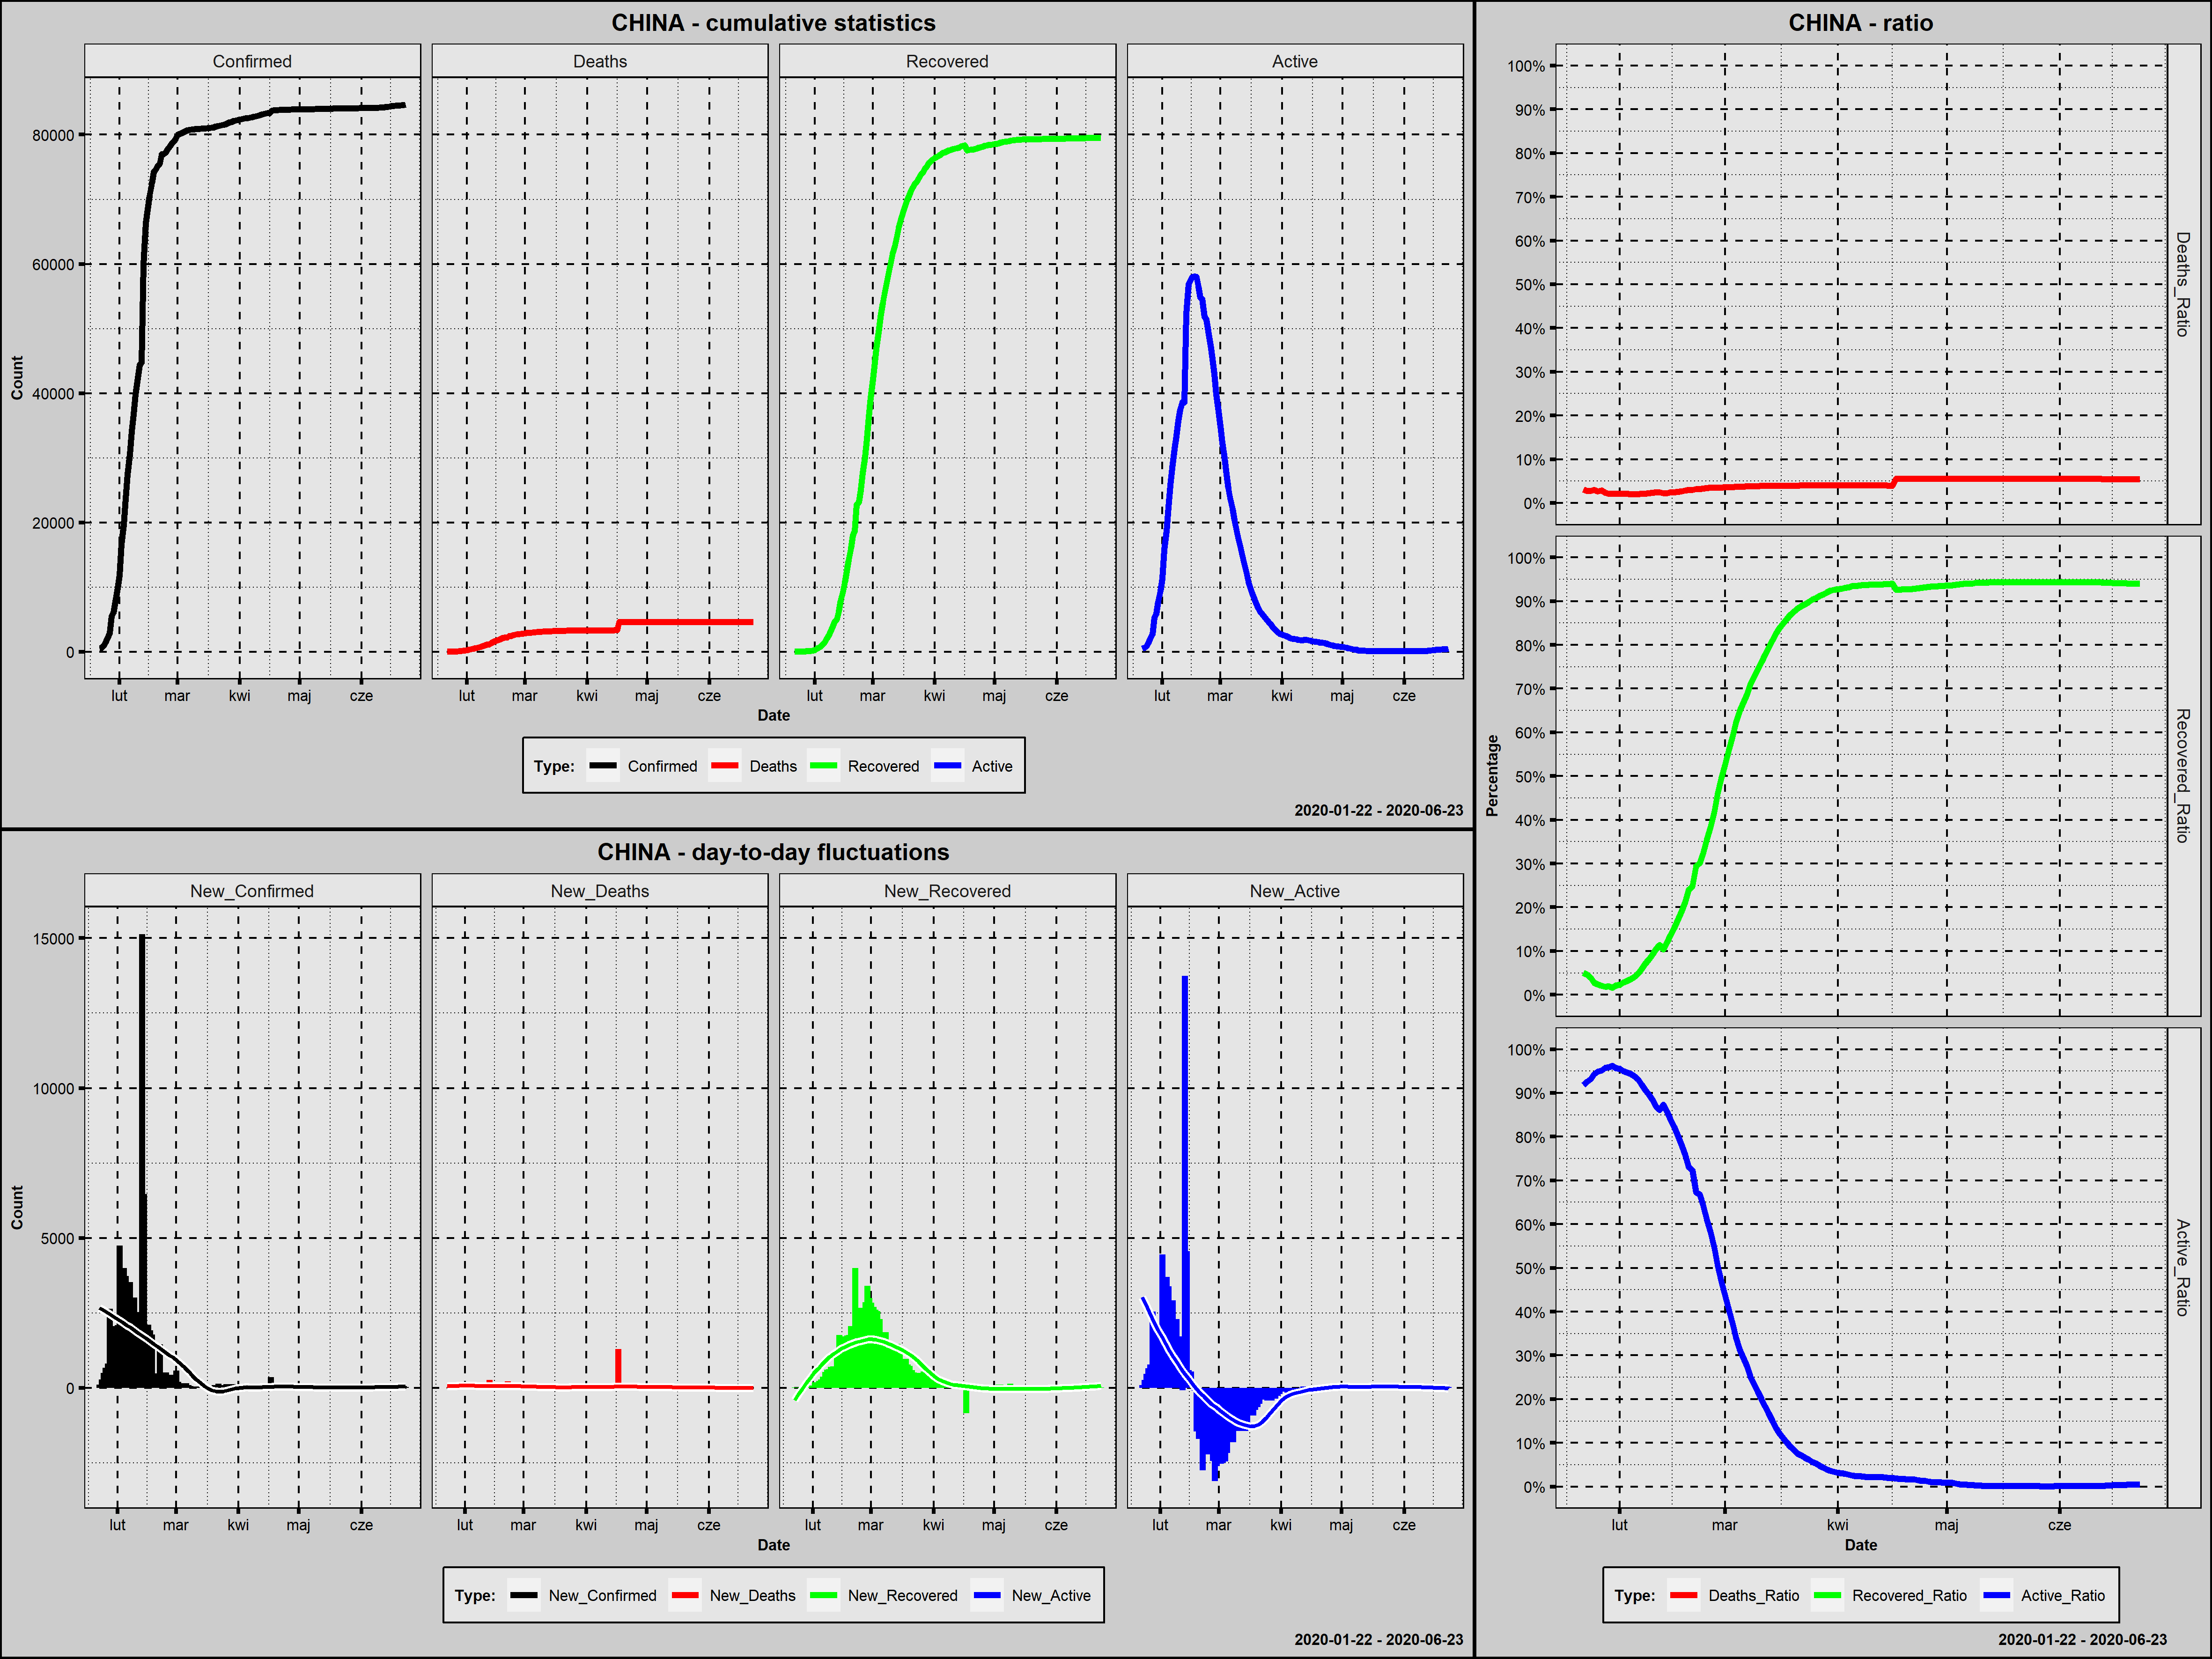 CHINA - cumulative statistics
Confirmed Deaths Recovered Active
Count
80000
60000
40000
20000
0
lut mar kwi maj cze lut mar kwi maj cze lut mar kwi maj cze lut mar kwi maj cze
Date
Type: Confirmed Deaths Recovered Active
2020-01-22 - 2020-06-23
CHINA - day-to-day fluctuations
New_Confirmed New_Deaths New_Recovered New_Active
Count
15000
10000
5000
0
lut mar kwi maj cze lut mar kwi maj cze lut mar kwi maj cze lut mar kwi maj cze
Date
Type: New_Confirmed New_Deaths New_Recovered New_Active
2020-01-22 - 2020-06-23
CHINA - ratio
Percentage
100%
90%
80%
70%
60%
50%
40%
30%
20%
10%
0%
Deaths_Ratio
100%
90%
80%
70%
60%
50%
40%
30%
20%
10%
0%
Recovered_Ratio
100%
90%
80%
70%
60%
50%
40%
30%
20%
10%
0%
Active_Ratio
lut mar kwi maj cze
Date
Type: Deaths_Ratio Recovered_Ratio Active_Ratio
2020-01-22 - 2020-06-23